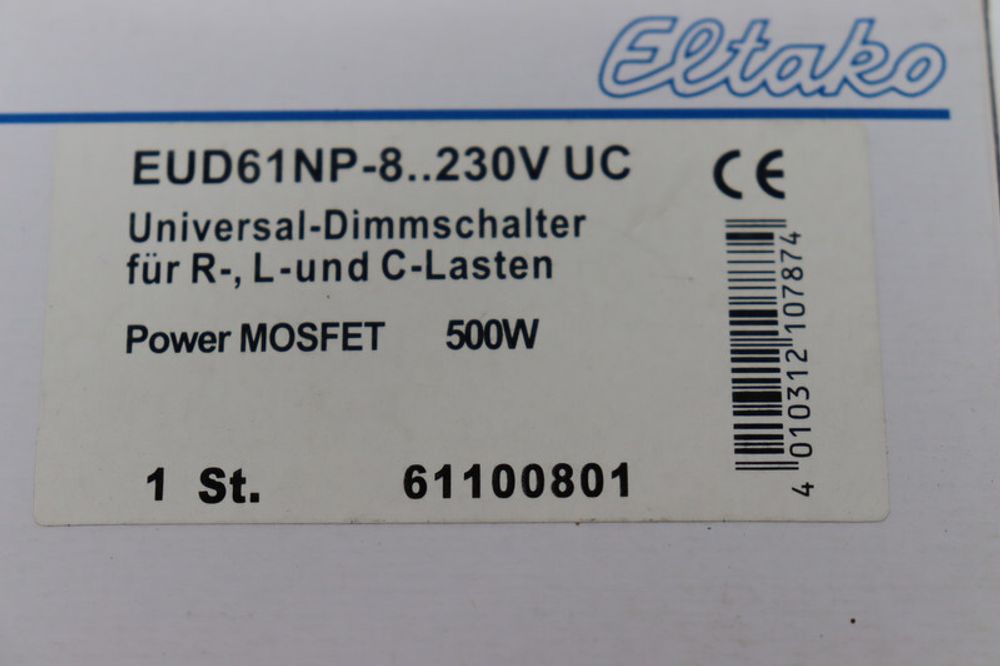 Eltako
EUD61NP-8..230V UC
CE
Universal-Dimmschalter
für R-, L-und C-Lasten
Power MOSFET 500W
1 St. 61100801
4 010312 107874